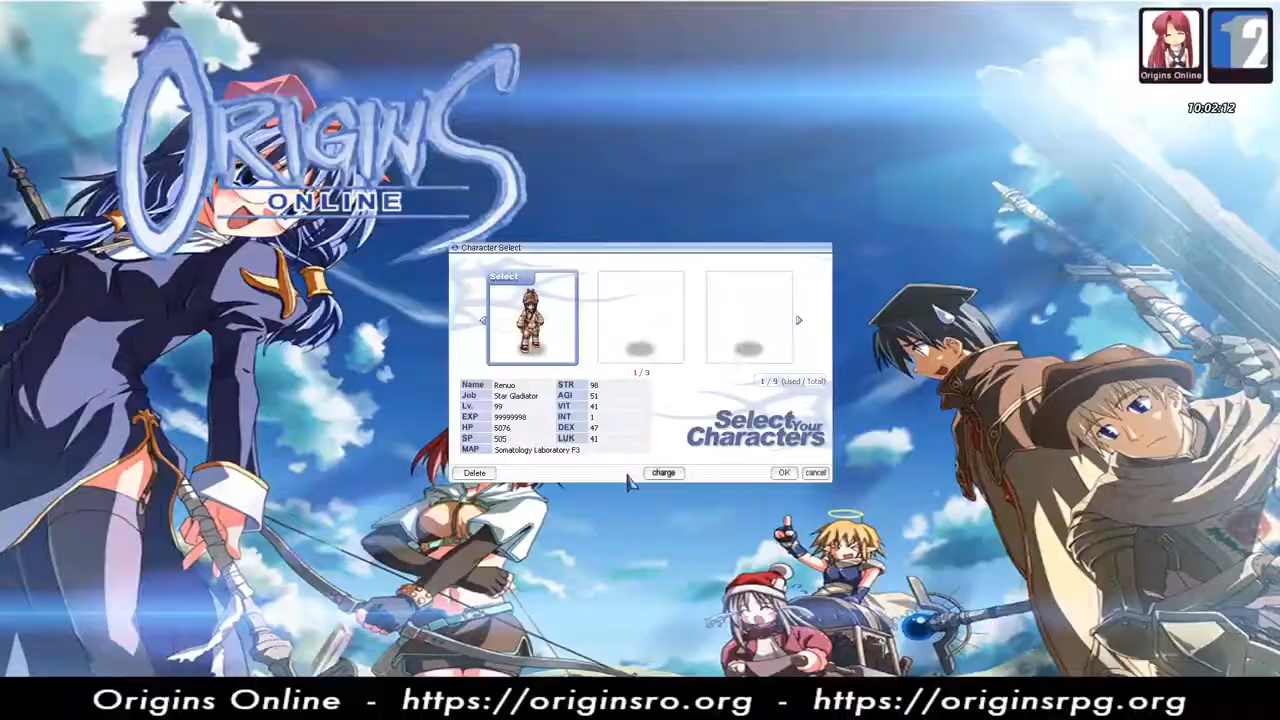 ORIGINS
ONLINE
Origins Online
12
10:02:12
Character Select
Select
1 / 3
1 / 9 (Used / Total)
Name Renuo STR 98
Job Star Gladiator AGI 51
Lv. 99 VIT 41
EXP 99999998 INT 1
HP 5076 DEX 47
SP 505 LUK 41
MAP Somatology Laboratory F3
Select Your
Characters
Delete charge OK cancel
Origins Online - https://originsro.org - https://originsrpg.org